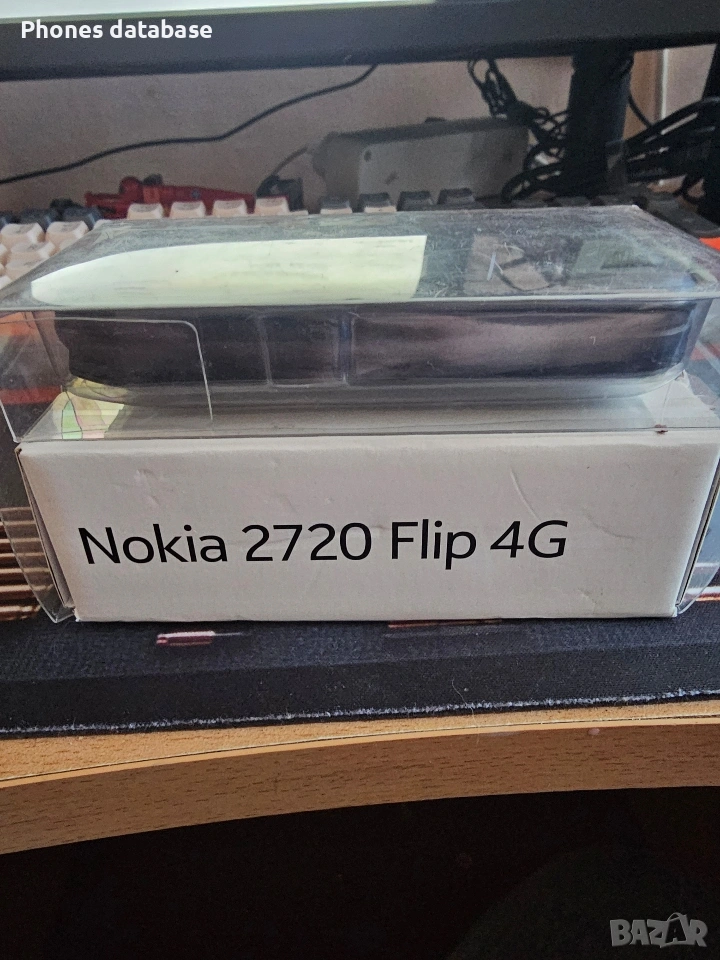 Phones database
Nokia 2720 Flip 4G
BAZAR